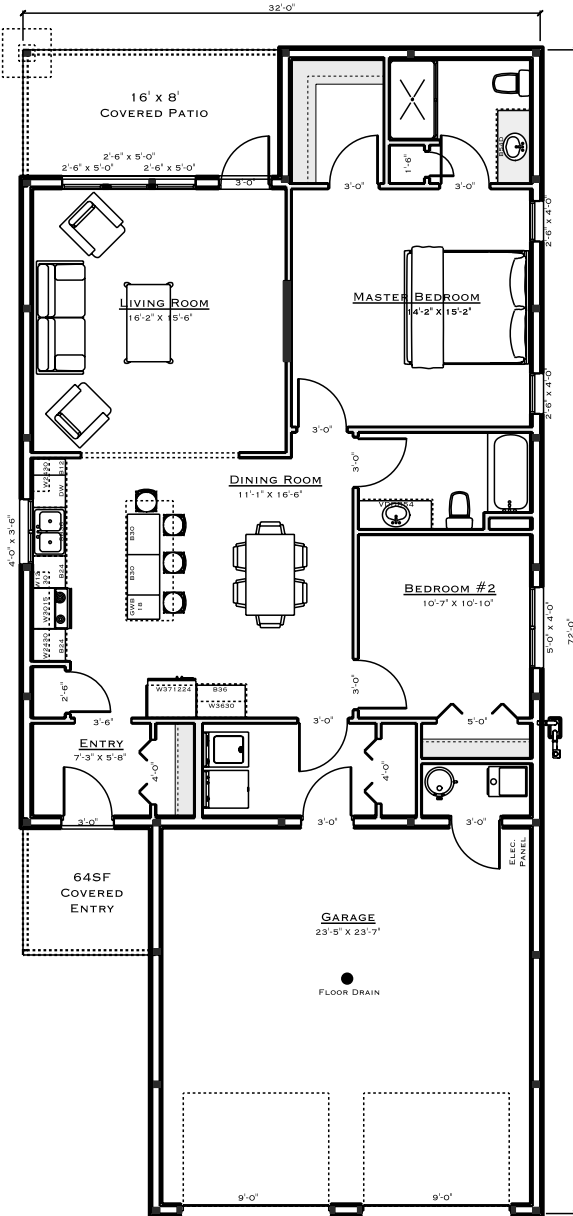 32'-0"
16' x 8'
Covered Patio
2'-6" x 5'-0"
2'-6" x 5'-0"
2'-6" x 5'-0"
3'-0"
3'-0"
1'-6"
3'-0"
2'-6" x 4'-0"
Living Room
16'-2" x 15'-6"
Master Bedroom
14'-2" x 15'-2"
2'-6" x 4'-0"
3'-0"
3'-0"
Dining Room
11'-1" x 16'-6"
W2430
B12
DW
4'-0" x 3'-6"
B30
B30
GWB
18
B24
W3015
W2430
B24
Bedroom #2
10'-7" x 10'-10"
5'-0" x 4'-0"
72'-0"
2'-6"
3'-6"
W371224
B36
W3630
3'-0"
3'-0"
5'-0"
Entry
7'-3" x 5'-8"
4'-0"
4'-0"
3'-0"
3'-0"
3'-0"
Elec.
Panel
64SF
Covered
Entry
Garage
23'-5" x 23'-7"
Floor Drain
9'-0"
9'-0"